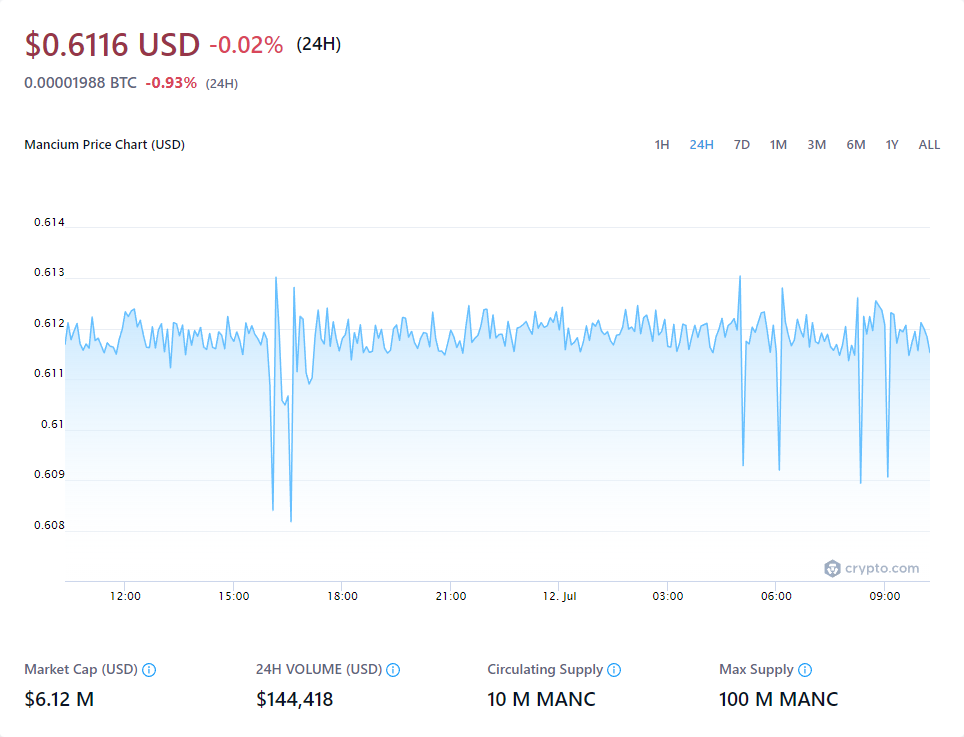 $0.6116 USD -0.02% (24H)
0.00001988 BTC -0.93% (24H)
Mancium Price Chart (USD)
1H 24H 7D 1M 3M 6M 1Y ALL
0.614
0.613
0.612
0.611
0.61
0.609
0.608
crypto.com
12:00 15:00 18:00 21:00 12. Jul 03:00 06:00 09:00
Market Cap (USD) 24H VOLUME (USD) Circulating Supply Max Supply
$6.12 M $144,418 10 M MANC 100 M MANC